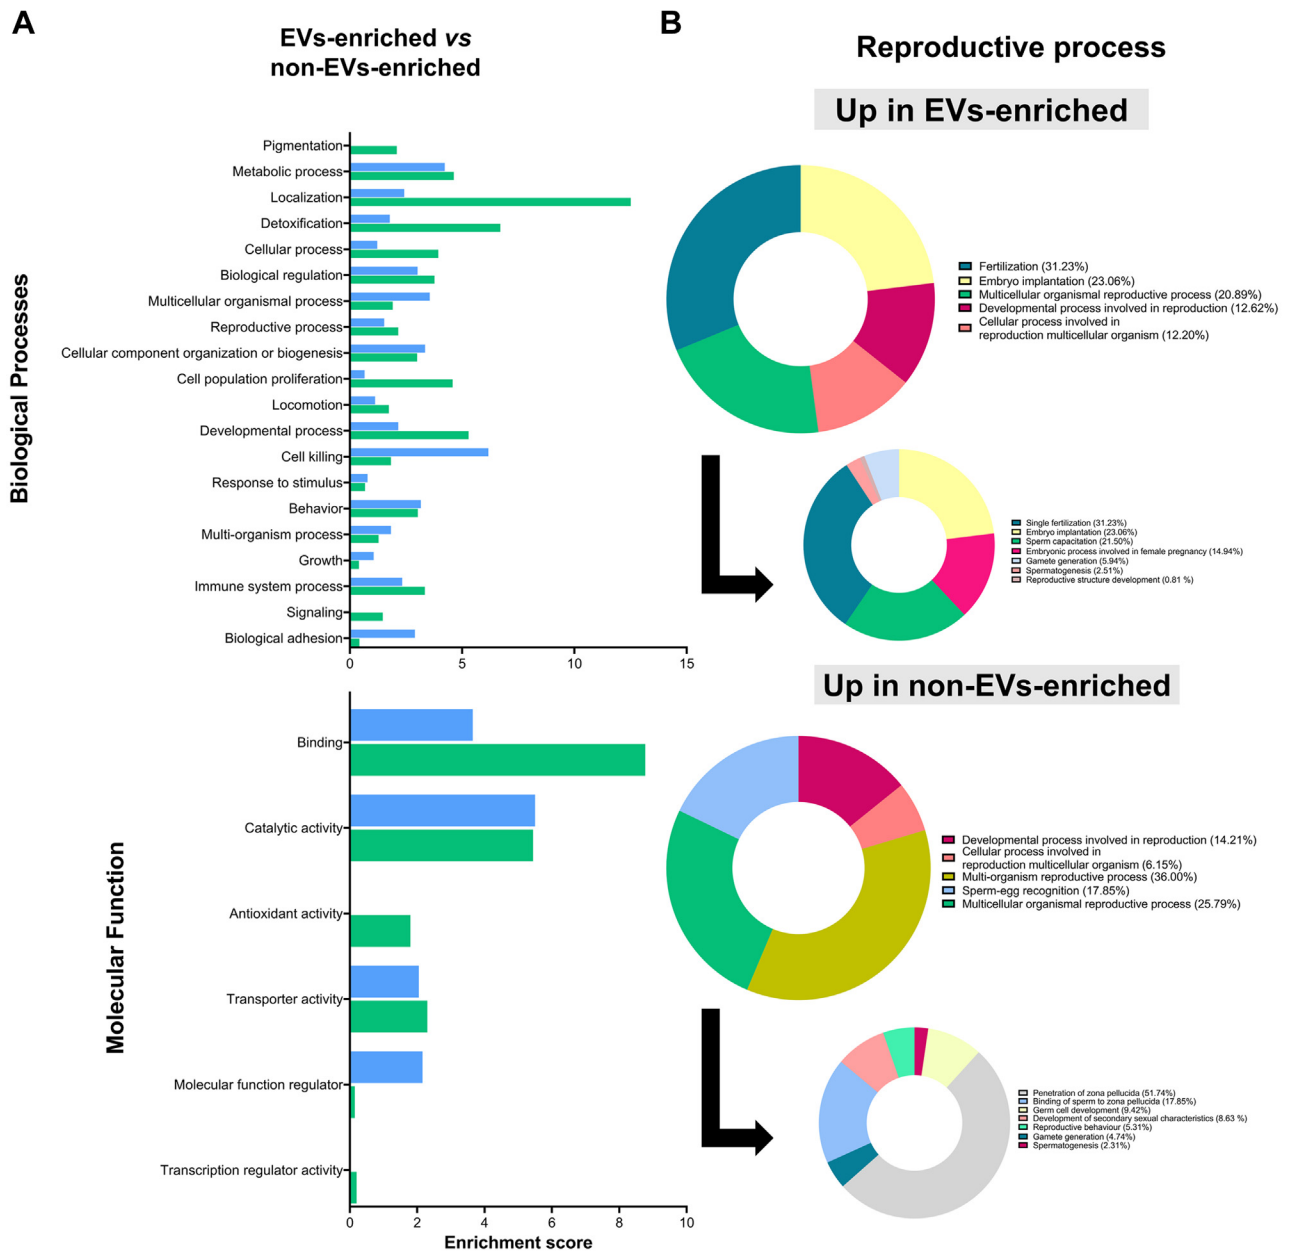 A
EVs-enriched vs
non-EVs-enriched
Biological Processes
Pigmentation
Metabolic process
Localization
Detoxification
Cellular process
Biological regulation
Multicellular organismal process
Reproductive process
Cellular component organization or biogenesis
Cell population proliferation
Locomotion
Developmental process
Cell killing
Response to stimulus
Behavior
Multi-organism process
Growth
Immune system process
Signaling
Biological adhesion
0 5 10 15
Molecular Function
Binding
Catalytic activity
Antioxidant activity
Transporter activity
Molecular function regulator
Transcription regulator activity
0 2 4 6 8 10
Enrichment score
B
Reproductive process
Up in EVs-enriched
Fertilization (31.23%)
Embryo implantation (23.06%)
Multicellular organismal reproductive process (20.89%)
Developmental process involved in reproduction (12.62%)
Cellular process involved in
reproduction multicellular organism (12.20%)
Single fertilization (31.23%)
Embryo implantation (23.06%)
Sperm capacitation (21.50%)
Embryonic process involved in female pregnancy (14.94%)
Gamete generation (5.94%)
Spermatogenesis (2.51%)
Reproductive structure development (0.81 %)
Up in non-EVs-enriched
Developmental process involved in reproduction (14.21%)
Cellular process involved in
reproduction multicellular organism (6.15%)
Multi-organism reproductive process (36.00%)
Sperm-egg recognition (17.85%)
Multicellular organismal reproductive process (25.79%)
Penetration of zona pellucida (51.74%)
Binding of sperm to zona pellucida (17.85%)
Germ cell development (9.42%)
Development of secondary sexual characteristics (8.63 %)
Reproductive behaviour (5.31%)
Gamete generation (4.74%)
Spermatogenesis (2.31%)